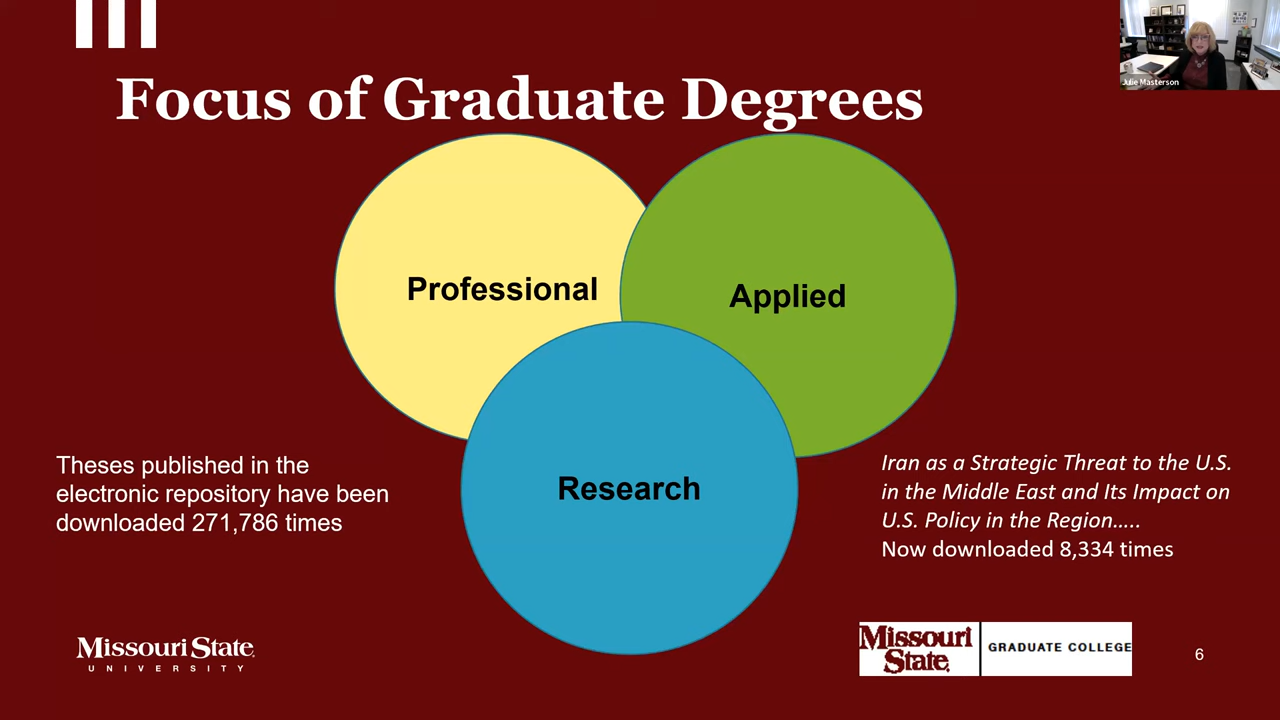 Focus of Graduate Degrees
Julie Masterson
Professional
Applied
Research
Theses published in the
electronic repository have been
downloaded 271,786 times
Iran as a Strategic Threat to the U.S.
in the Middle East and Its Impact on
U.S. Policy in the Region…..
Now downloaded 8,334 times
Missouri State
UNIVERSITY
Missouri
State
GRADUATE COLLEGE
6